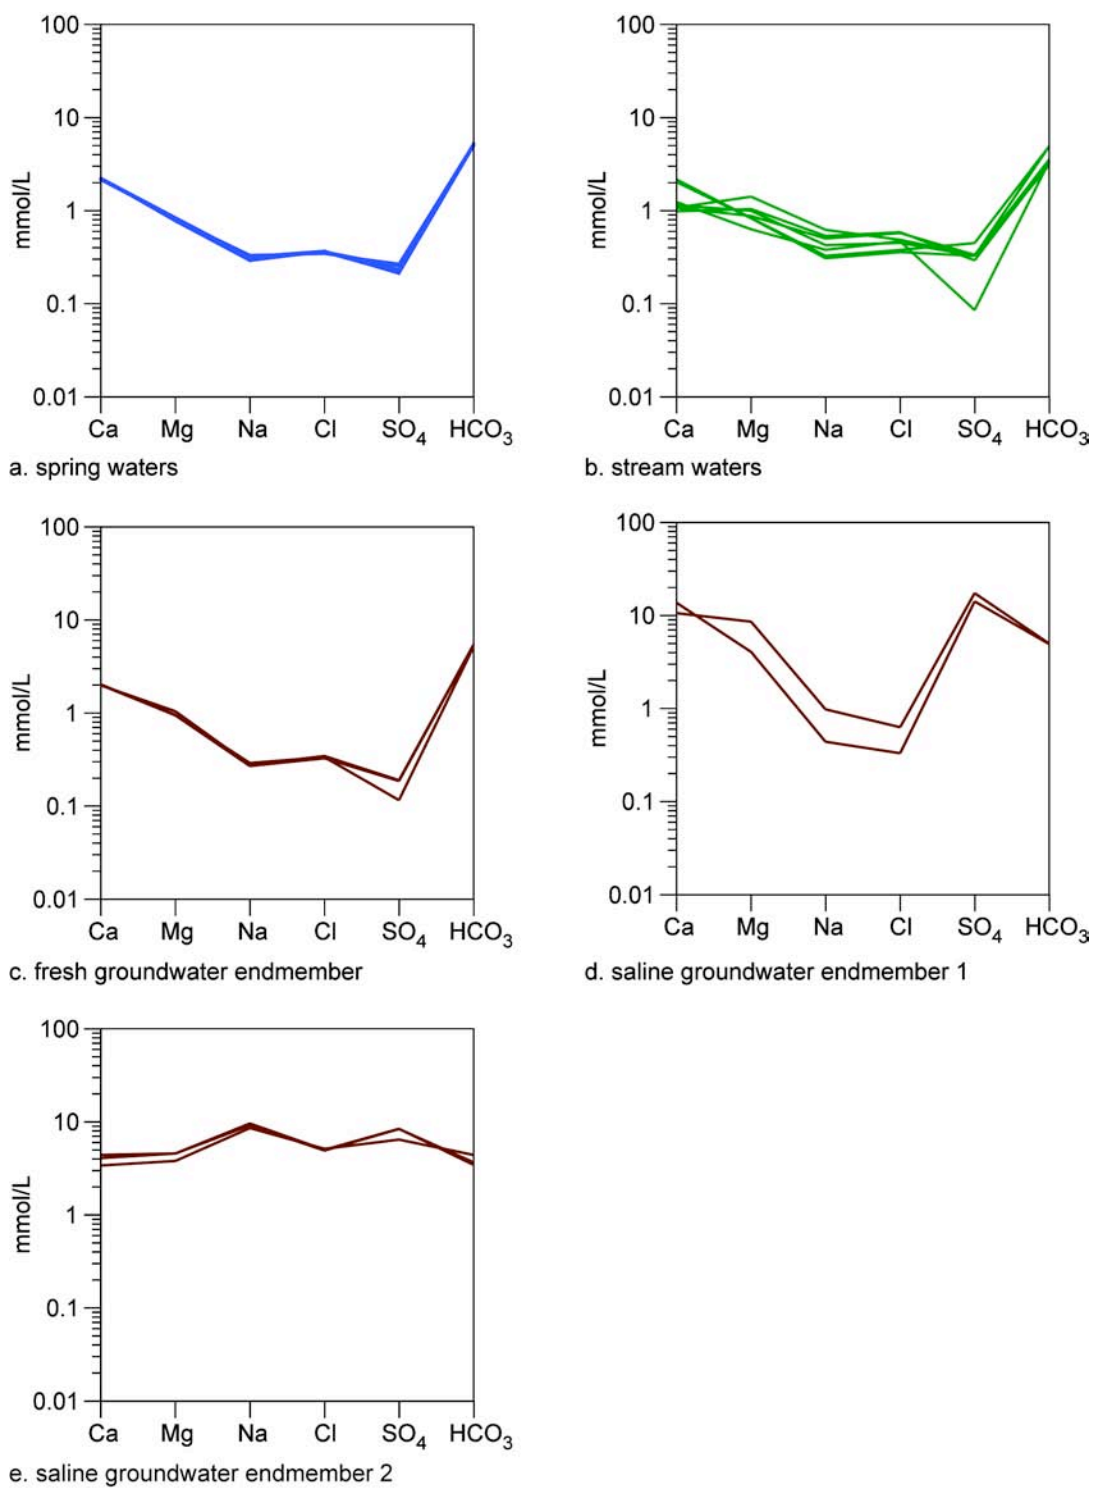 100
10
1
0.1
0.01
mmol/L
Ca Mg Na Cl SO4 HCO3
a. spring waters
100
10
1
0.1
0.01
mmol/L
Ca Mg Na Cl SO4 HCO3
b. stream waters
100
10
1
0.1
0.01
mmol/L
Ca Mg Na Cl SO4 HCO3
c. fresh groundwater endmember
100
10
1
0.1
0.01
mmol/L
Ca Mg Na Cl SO4 HCO3
d. saline groundwater endmember 1
100
10
1
0.1
0.01
mmol/L
Ca Mg Na Cl SO4 HCO3
e. saline groundwater endmember 2